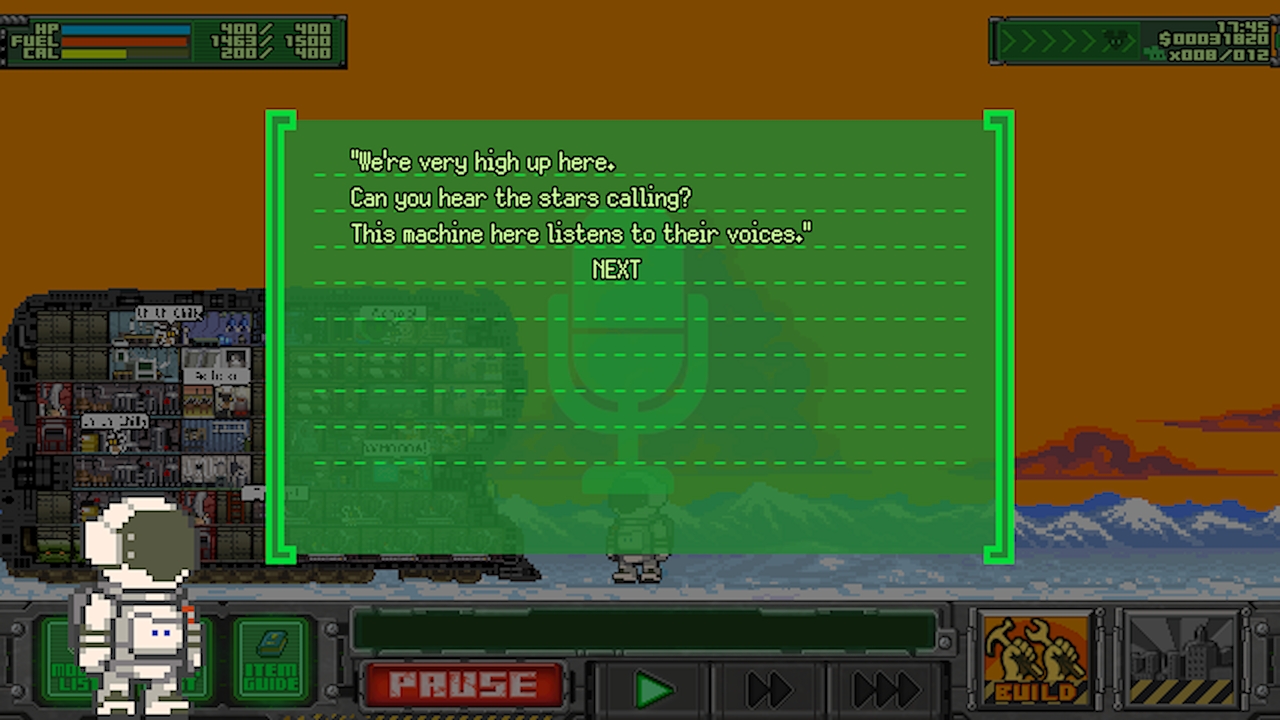 HP 400/ 400
FUEL 1463/ 1500
CAL 200/ 400
17:45
$00031820
x008/012
"We're very high up here.
Can you hear the stars calling?
This machine here listens to their voices."
NEXT
ITEM
GUIDE
PAUSE
BUILD